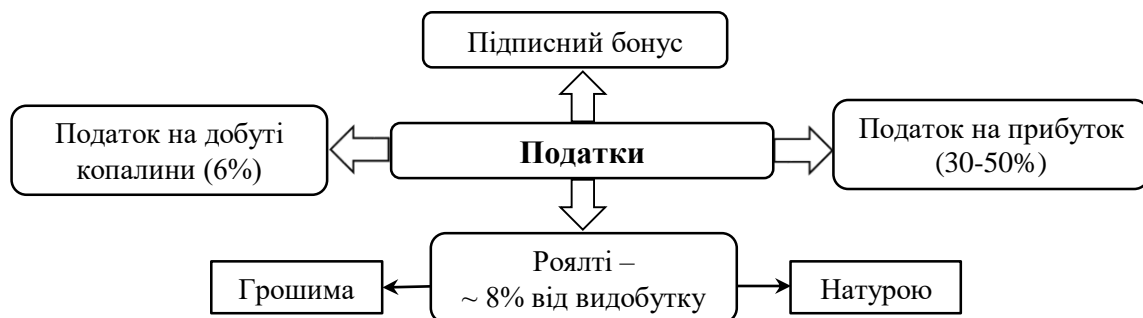 Підписний бонус
Податок на добуті
копалини (6%)
Податки
Податок на прибуток
(30-50%)
Роялті –
~ 8% від видобутку
Грошима
Натурою